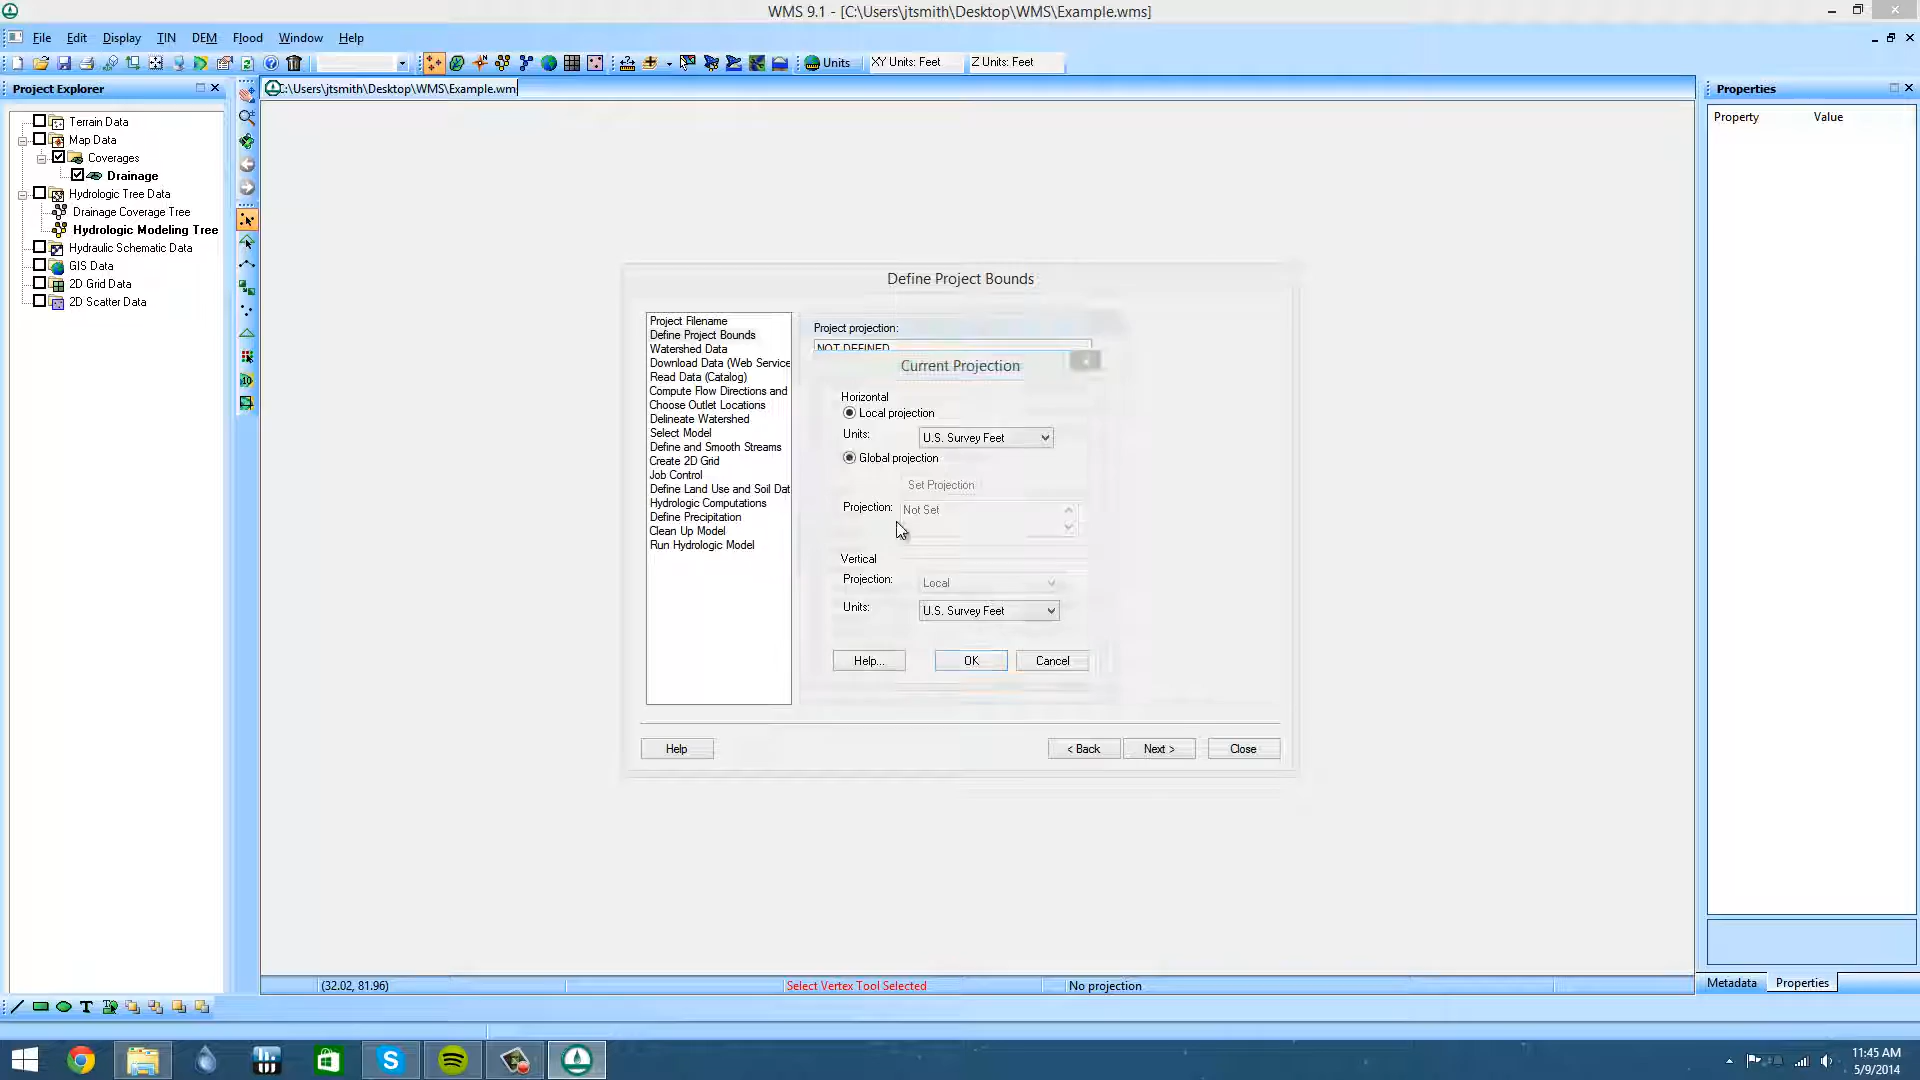 WMS 9.1 - [C:\Users\jtsmith\Desktop\WMS\Example.wms]
File Edit Display TIN DEM Flood Window Help
Units XY Units: Feet Z Units: Feet
Project Explorer
C:\Users\jtsmith\Desktop\WMS\Example.wm
Properties
Terrain Data
Map Data
Coverages
Drainage
Hydrologic Tree Data
Drainage Coverage Tree
Hydrologic Modeling Tree
Hydraulic Schematic Data
GIS Data
2D Grid Data
2D Scatter Data
Property Value
Define Project Bounds
Project Filename
Define Project Bounds
Watershed Data
Download Data (Web Service
Read Data (Catalog)
Compute Flow Directions and
Choose Outlet Locations
Delineate Watershed
Select Model
Define and Smooth Streams
Create 2D Grid
Job Control
Define Land Use and Soil Dat
Hydrologic Computations
Define Precipitation
Clean Up Model
Run Hydrologic Model
Project projection:
NOT DEFINED
Current Projection
Horizontal
Local projection
Units: U.S. Survey Feet
Global projection
Set Projection
Projection: Not Set
Vertical
Projection: Local
Units: U.S. Survey Feet
Help... OK Cancel
Help < Back Next > Close
(32.02, 81.96) Select Vertex Tool Selected No projection
Metadata Properties
11:45 AM
5/9/2014